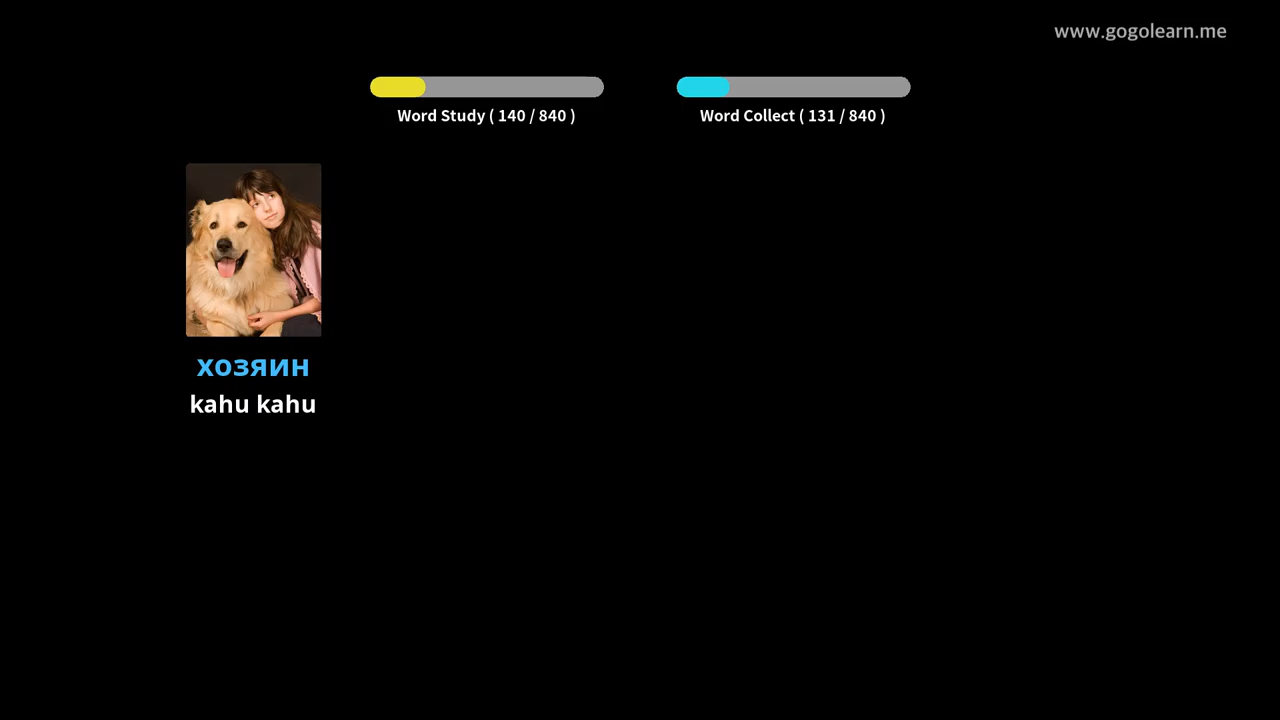 www.gogolearn.me
Word Study ( 140 / 840 )
Word Collect ( 131 / 840 )
хозяин
kahu kahu